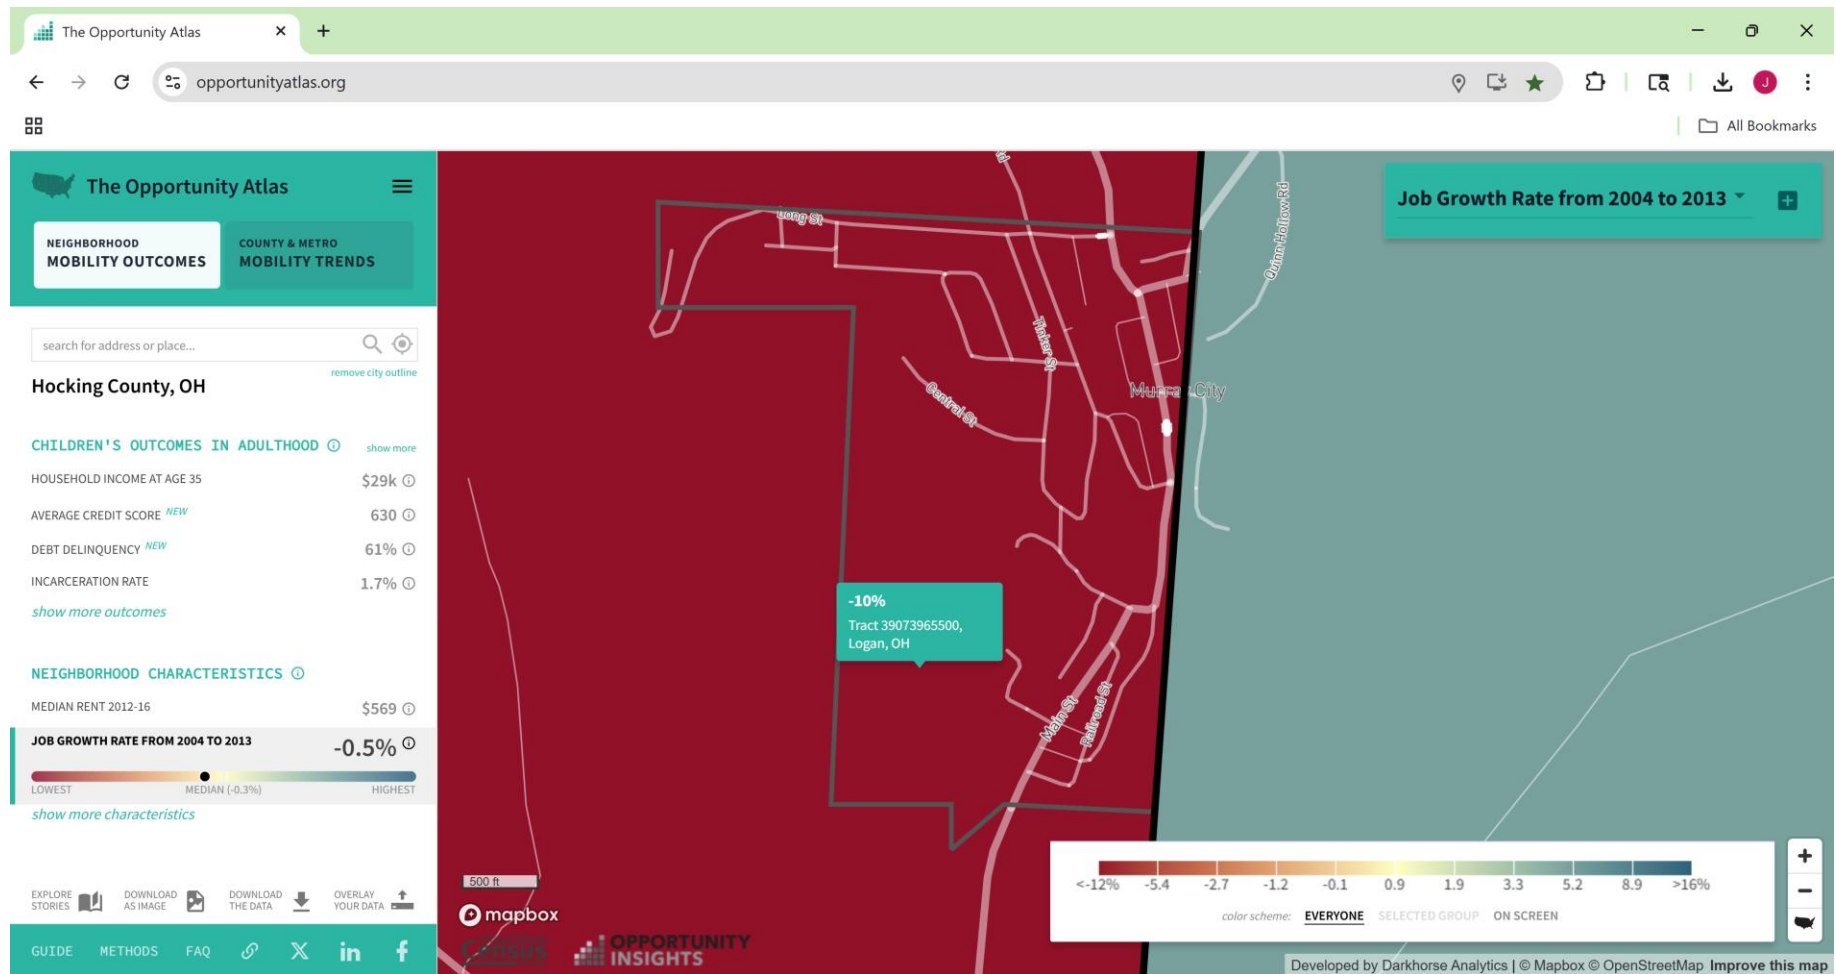 The Opportunity Atlas
opportunityatlas.org
J
All Bookmarks
The Opportunity Atlas
NEIGHBORHOOD
MOBILITY OUTCOMES
COUNTY & METRO
MOBILITY TRENDS
search for address or place...
remove city outline
Hocking County, OH
CHILDREN'S OUTCOMES IN ADULTHOOD
show more
HOUSEHOLD INCOME AT AGE 35 $29k
AVERAGE CREDIT SCORE NEW 630
DEBT DELINQUENCY NEW 61%
INCARCERATION RATE 1.7%
show more outcomes
NEIGHBORHOOD CHARACTERISTICS
MEDIAN RENT 2012-16 $569
JOB GROWTH RATE FROM 2004 TO 2013 -0.5%
LOWEST MEDIAN (-0.3%) HIGHEST
show more characteristics
EXPLORE STORIES
DOWNLOAD AS IMAGE
DOWNLOAD THE DATA
OVERLAY YOUR DATA
GUIDE METHODS FAQ X in f
Job Growth Rate from 2004 to 2013
Rd
Long St
Quinn Hollow Rd
Tinker St
Murray City
Central St
-10%
Tract 39073965500,
Logan, OH
Main St
Railroad St
500 ft
mapbox
Census
OPPORTUNITY
INSIGHTS
<-12% -5.4 -2.7 -1.2 -0.1 0.9 1.9 3.3 5.2 8.9 >16%
color scheme: EVERYONE SELECTED GROUP ON SCREEN
Developed by Darkhorse Analytics | © Mapbox © OpenStreetMap Improve this map